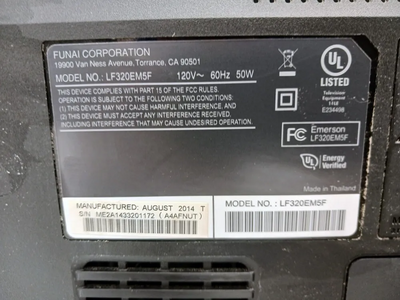 FUNAI CORPORATION
19900 Van Ness Avenue, Torrance, CA 90501
MODEL NO.: LF320EM5F 120V~ 60Hz 50W
THIS DEVICE COMPLIES WITH PART 15 OF THE FCC RULES.
OPERATION IS SUBJECT TO THE FOLLOWING TWO CONDITIONS:
(1) THIS DEVICE MAY NOT CAUSE HARMFUL INTERFERENCE, AND
(2) THIS DEVICE MUST ACCEPT ANY INTERFERENCE
RECEIVED, INCLUDING INTERFERENCE THAT MAY CAUSE
UNDESIRED OPERATION.
UL
®
LISTED
Television
Equipment
E234498
FC Emerson
LF320EM5F
UL Energy
Verified
Made in Thailand
MANUFACTURED: AUGUST 2014 T
S/N ME2A1433201172 ( A4AFNUT )
MODEL NO.: LF320EM5F